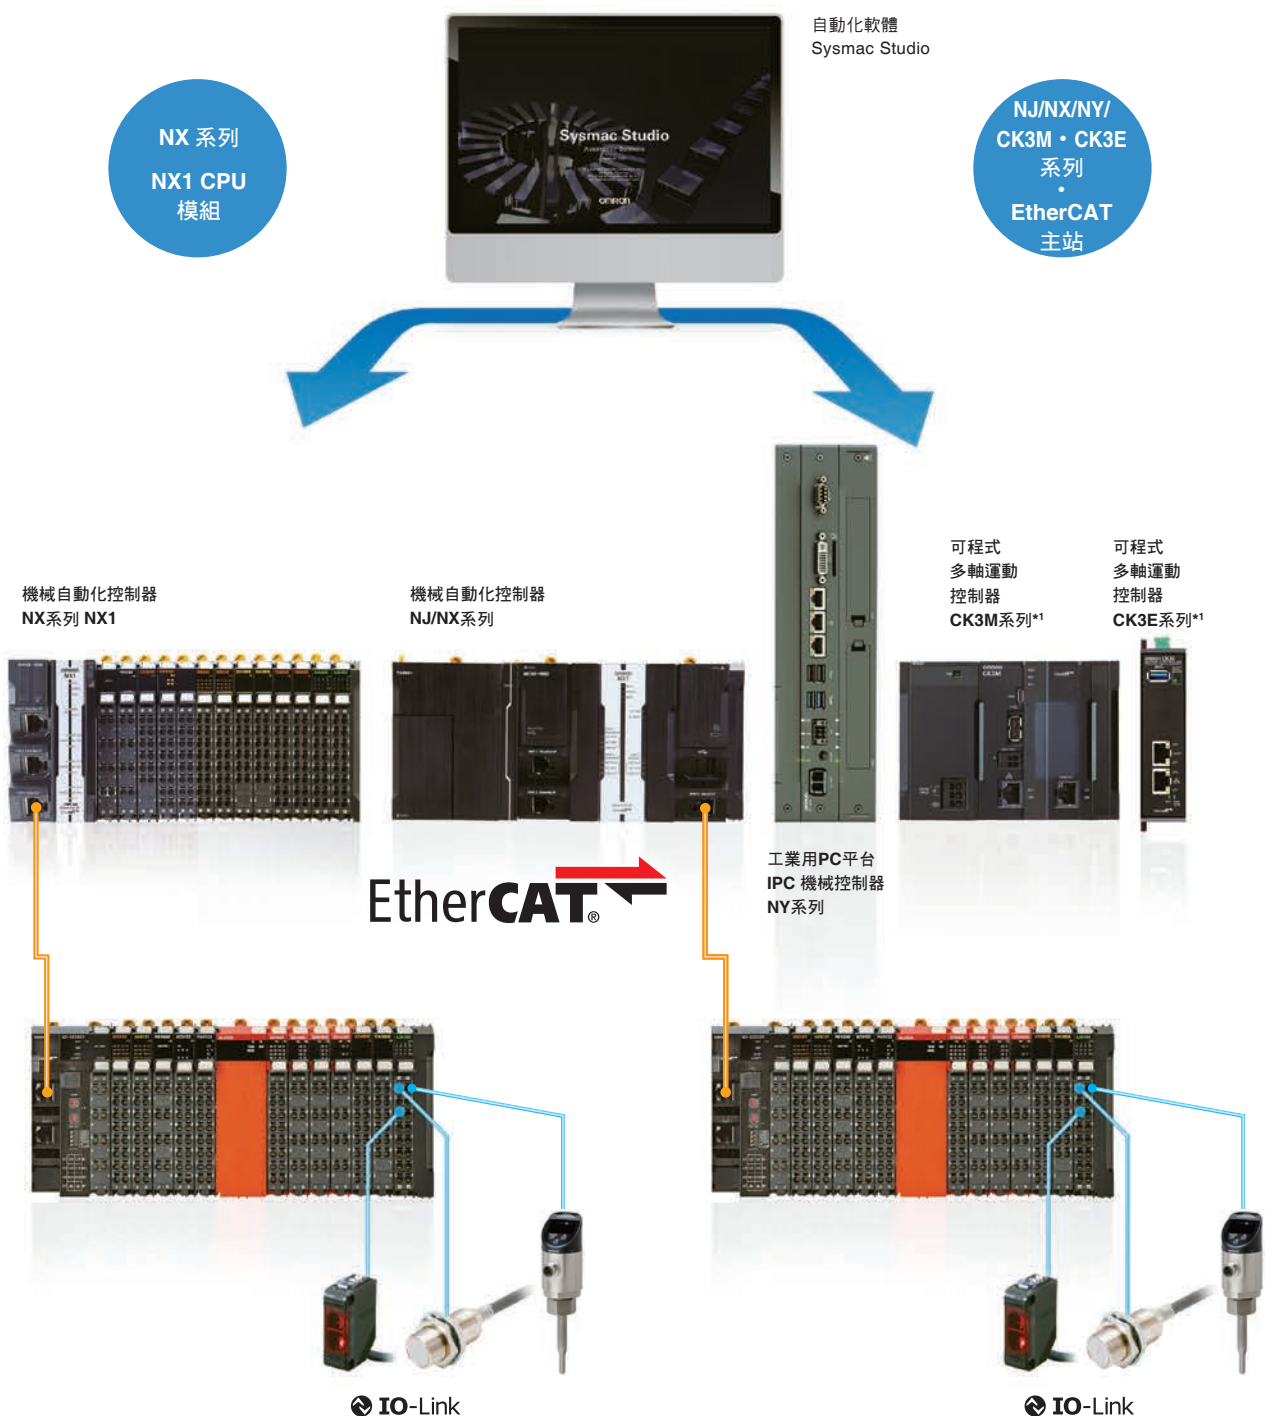 自動化軟體
Sysmac Studio
NX 系列
NX1 CPU
模組
Sysmac Studio
omron
NJ/NX/NY/
CK3M・CK3E
系列
・
EtherCAT
主站
機械自動化控制器
NX系列 NX1
機械自動化控制器
NJ/NX系列
可程式
多軸運動
控制器
CK3M系列*1
可程式
多軸運動
控制器
CK3E系列*1
NX1
CK3M
EtherCAT®
工業用PC平台
IPC 機械控制器
NY系列
IO-Link
IO-Link